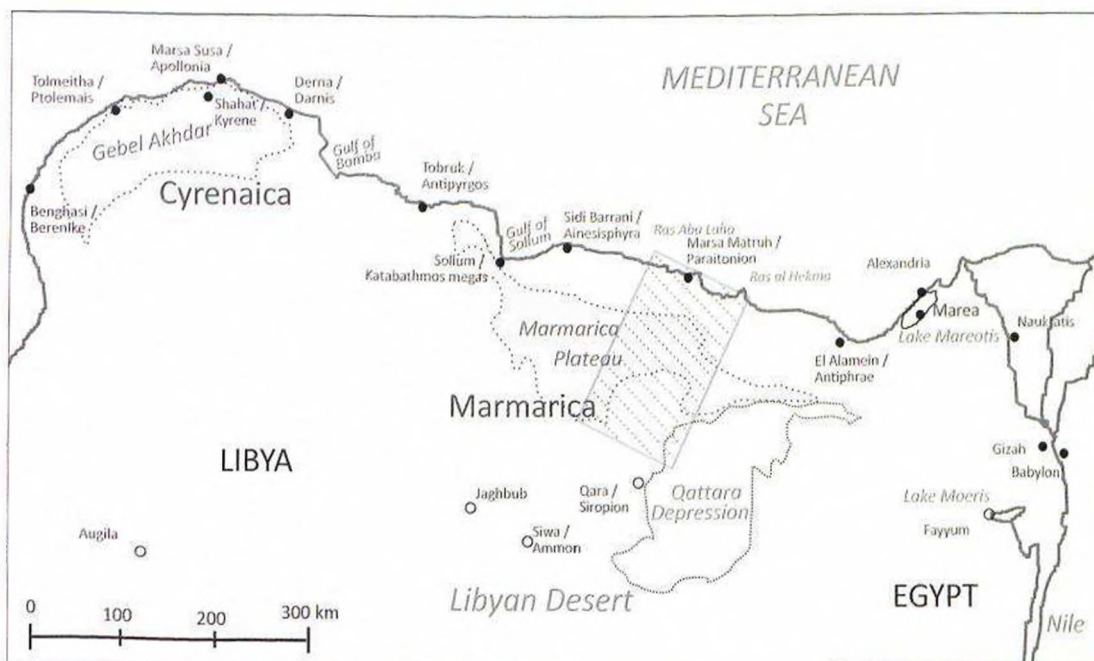 Marsa Susa /
Apollonia
Tolmeitha /
Ptolemais
Derna /
Darnis
Shahat /
Kyrene
MEDITERRANEAN
SEA
Gebel Akhdar
Gulf of
Bomba
Cyrenaica
Tobruk /
Antipyrgos
Benghasi /
Berenike
Gulf of
Sollum
Sidi Barrani /
Ainesisphyra
Ras Abu Laho
Marsa Matruh /
Paraitonion
Sollum /
Katabathmos megas
Ras al Hekma
Alexandria
Marea
Lake Mareotis
Naukratis
Marmarica
Plateau
El Alamein /
Antiphrae
Marmarica
LIBYA
Gizah
Babylon
Jaghbub
Qara /
Siropion
Qattara
Depression
Lake Moeris
Fayyum
Augila
Siwa /
Ammon
Libyan Desert
EGYPT
Nile
0 100 200 300 km